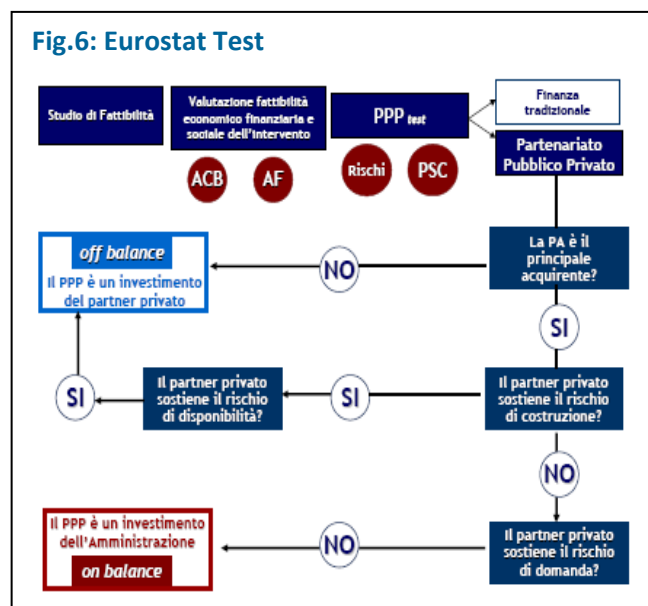 Fig.6: Eurostat Test
Studio di Fattibilità
Valutazione fattibilità
economico finanziaria e
sociale dell'intervento
PPP test
Finanza
tradizionale
Partenariato
Pubblico Privato
ACB
AF
Rischi
PSC
off balance
Il PPP è un investimento
del partner privato
NO
La PA è il
principale
acquirente?
SI
SI
Il partner privato
sostiene il rischio
di disponibilità?
SI
Il partner privato
sostiene il rischio
di costruzione?
NO
Il PPP è un investimento
dell'Amministrazione
on balance
NO
Il partner privato
sostiene il rischio
di domanda?